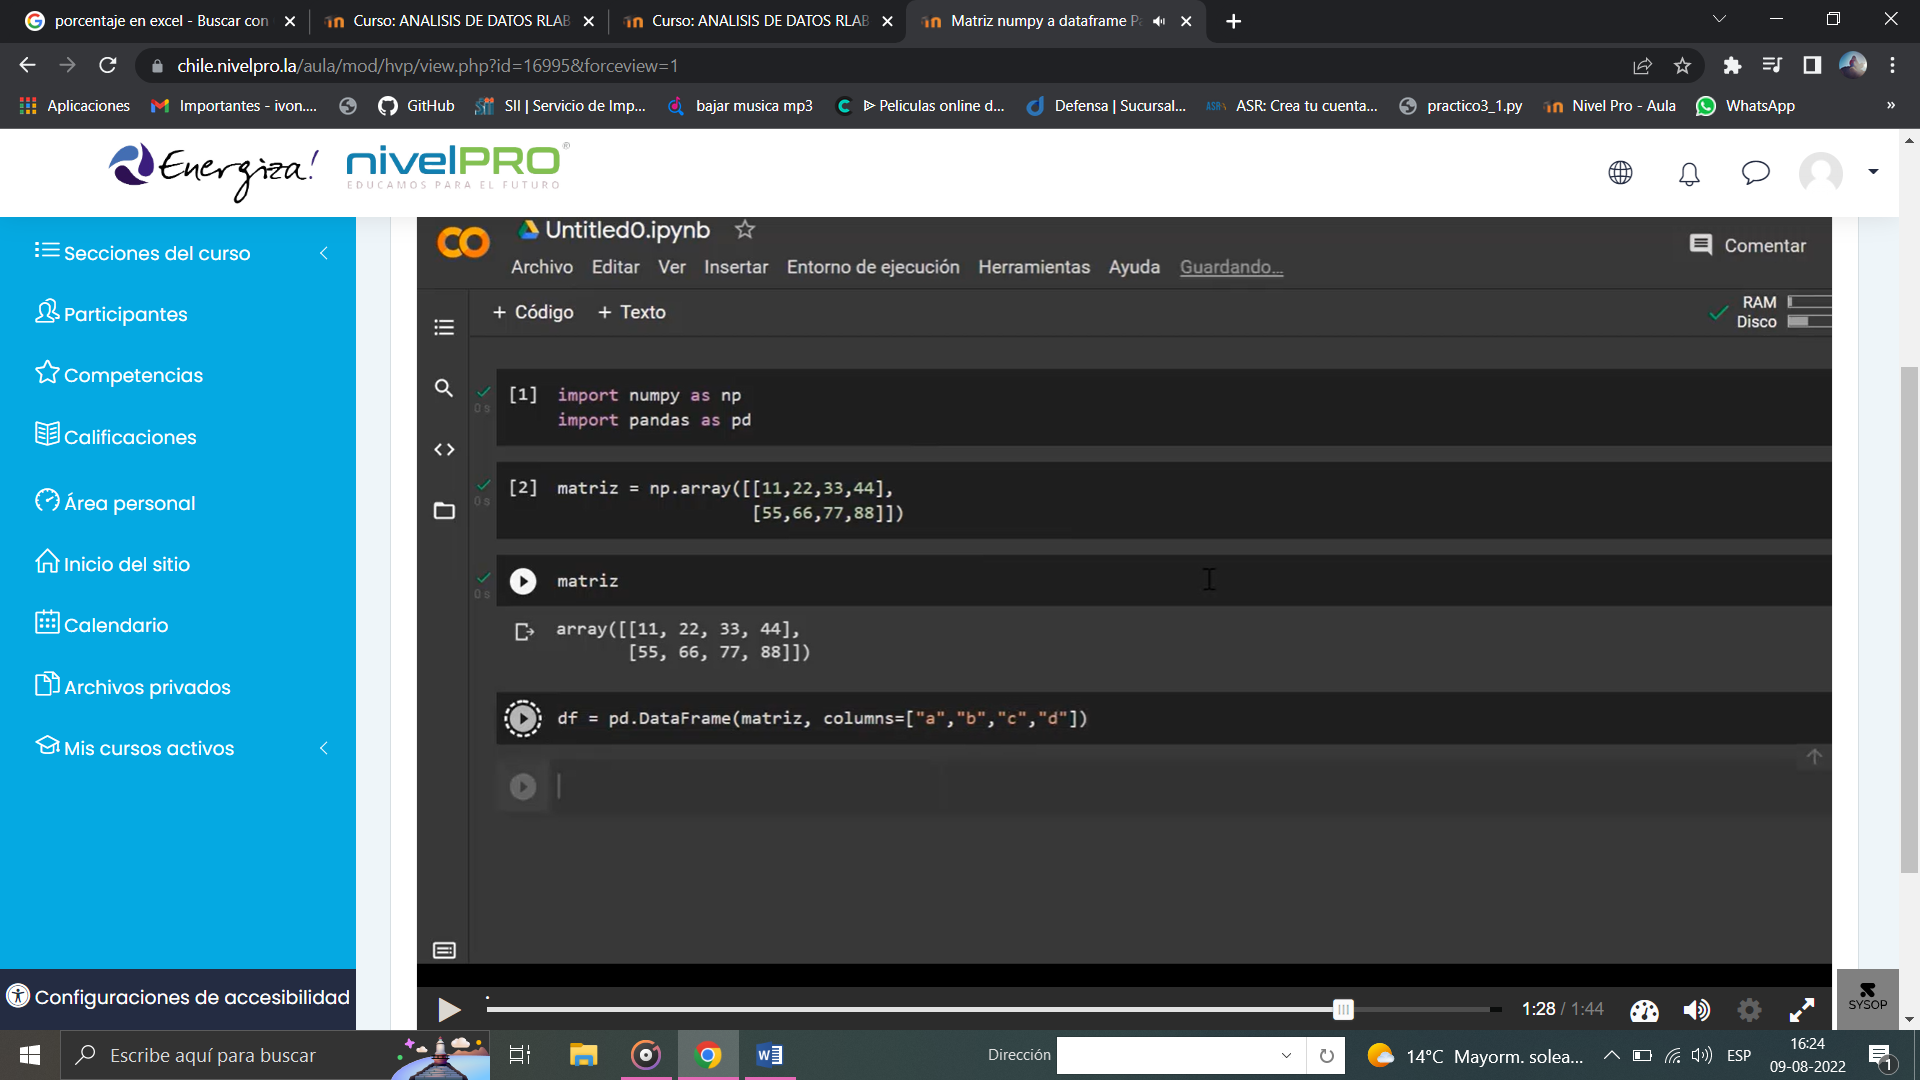 porcentaje en excel - Buscar con
Curso: ANALISIS DE DATOS RLAB
Curso: ANALISIS DE DATOS RLAB
Matriz numpy a dataframe Pa
chile.nivelpro.la/aula/mod/hvp/view.php?id=16995&forceview=1
Aplicaciones
Importantes - ivon....
GitHub
SII | Servicio de Imp...
bajar musica mp3
ᐅ Peliculas online d...
Defensa | Sucursal...
ASR: Crea tu cuenta...
practico3_1.py
Nivel Pro - Aula
WhatsApp
»
Energiza!
nivelPRO®
EDUCAMOS PARA EL FUTURO
Secciones del curso
Participantes
Competencias
Calificaciones
Área personal
Inicio del sitio
Calendario
Archivos privados
Mis cursos activos
Configuraciones de accesibilidad
Untitled0.ipynb
Comentar
Archivo Editar Ver Insertar Entorno de ejecución Herramientas Ayuda Guardando...
+ Código + Texto
RAM
Disco
[1] import numpy as np
import pandas as pd
0 s
[2] matriz = np.array([[11,22,33,44],
[55,66,77,88]])
0 s
matriz
0 s
array([[11, 22, 33, 44],
[55, 66, 77, 88]])
df = pd.DataFrame(matriz, columns=["a","b","c","d"])
1:28 / 1:44
SYSOP
Escribe aquí para buscar
Dirección
14°C Mayorm. solea...
ESP
16:24
09-08-2022
1